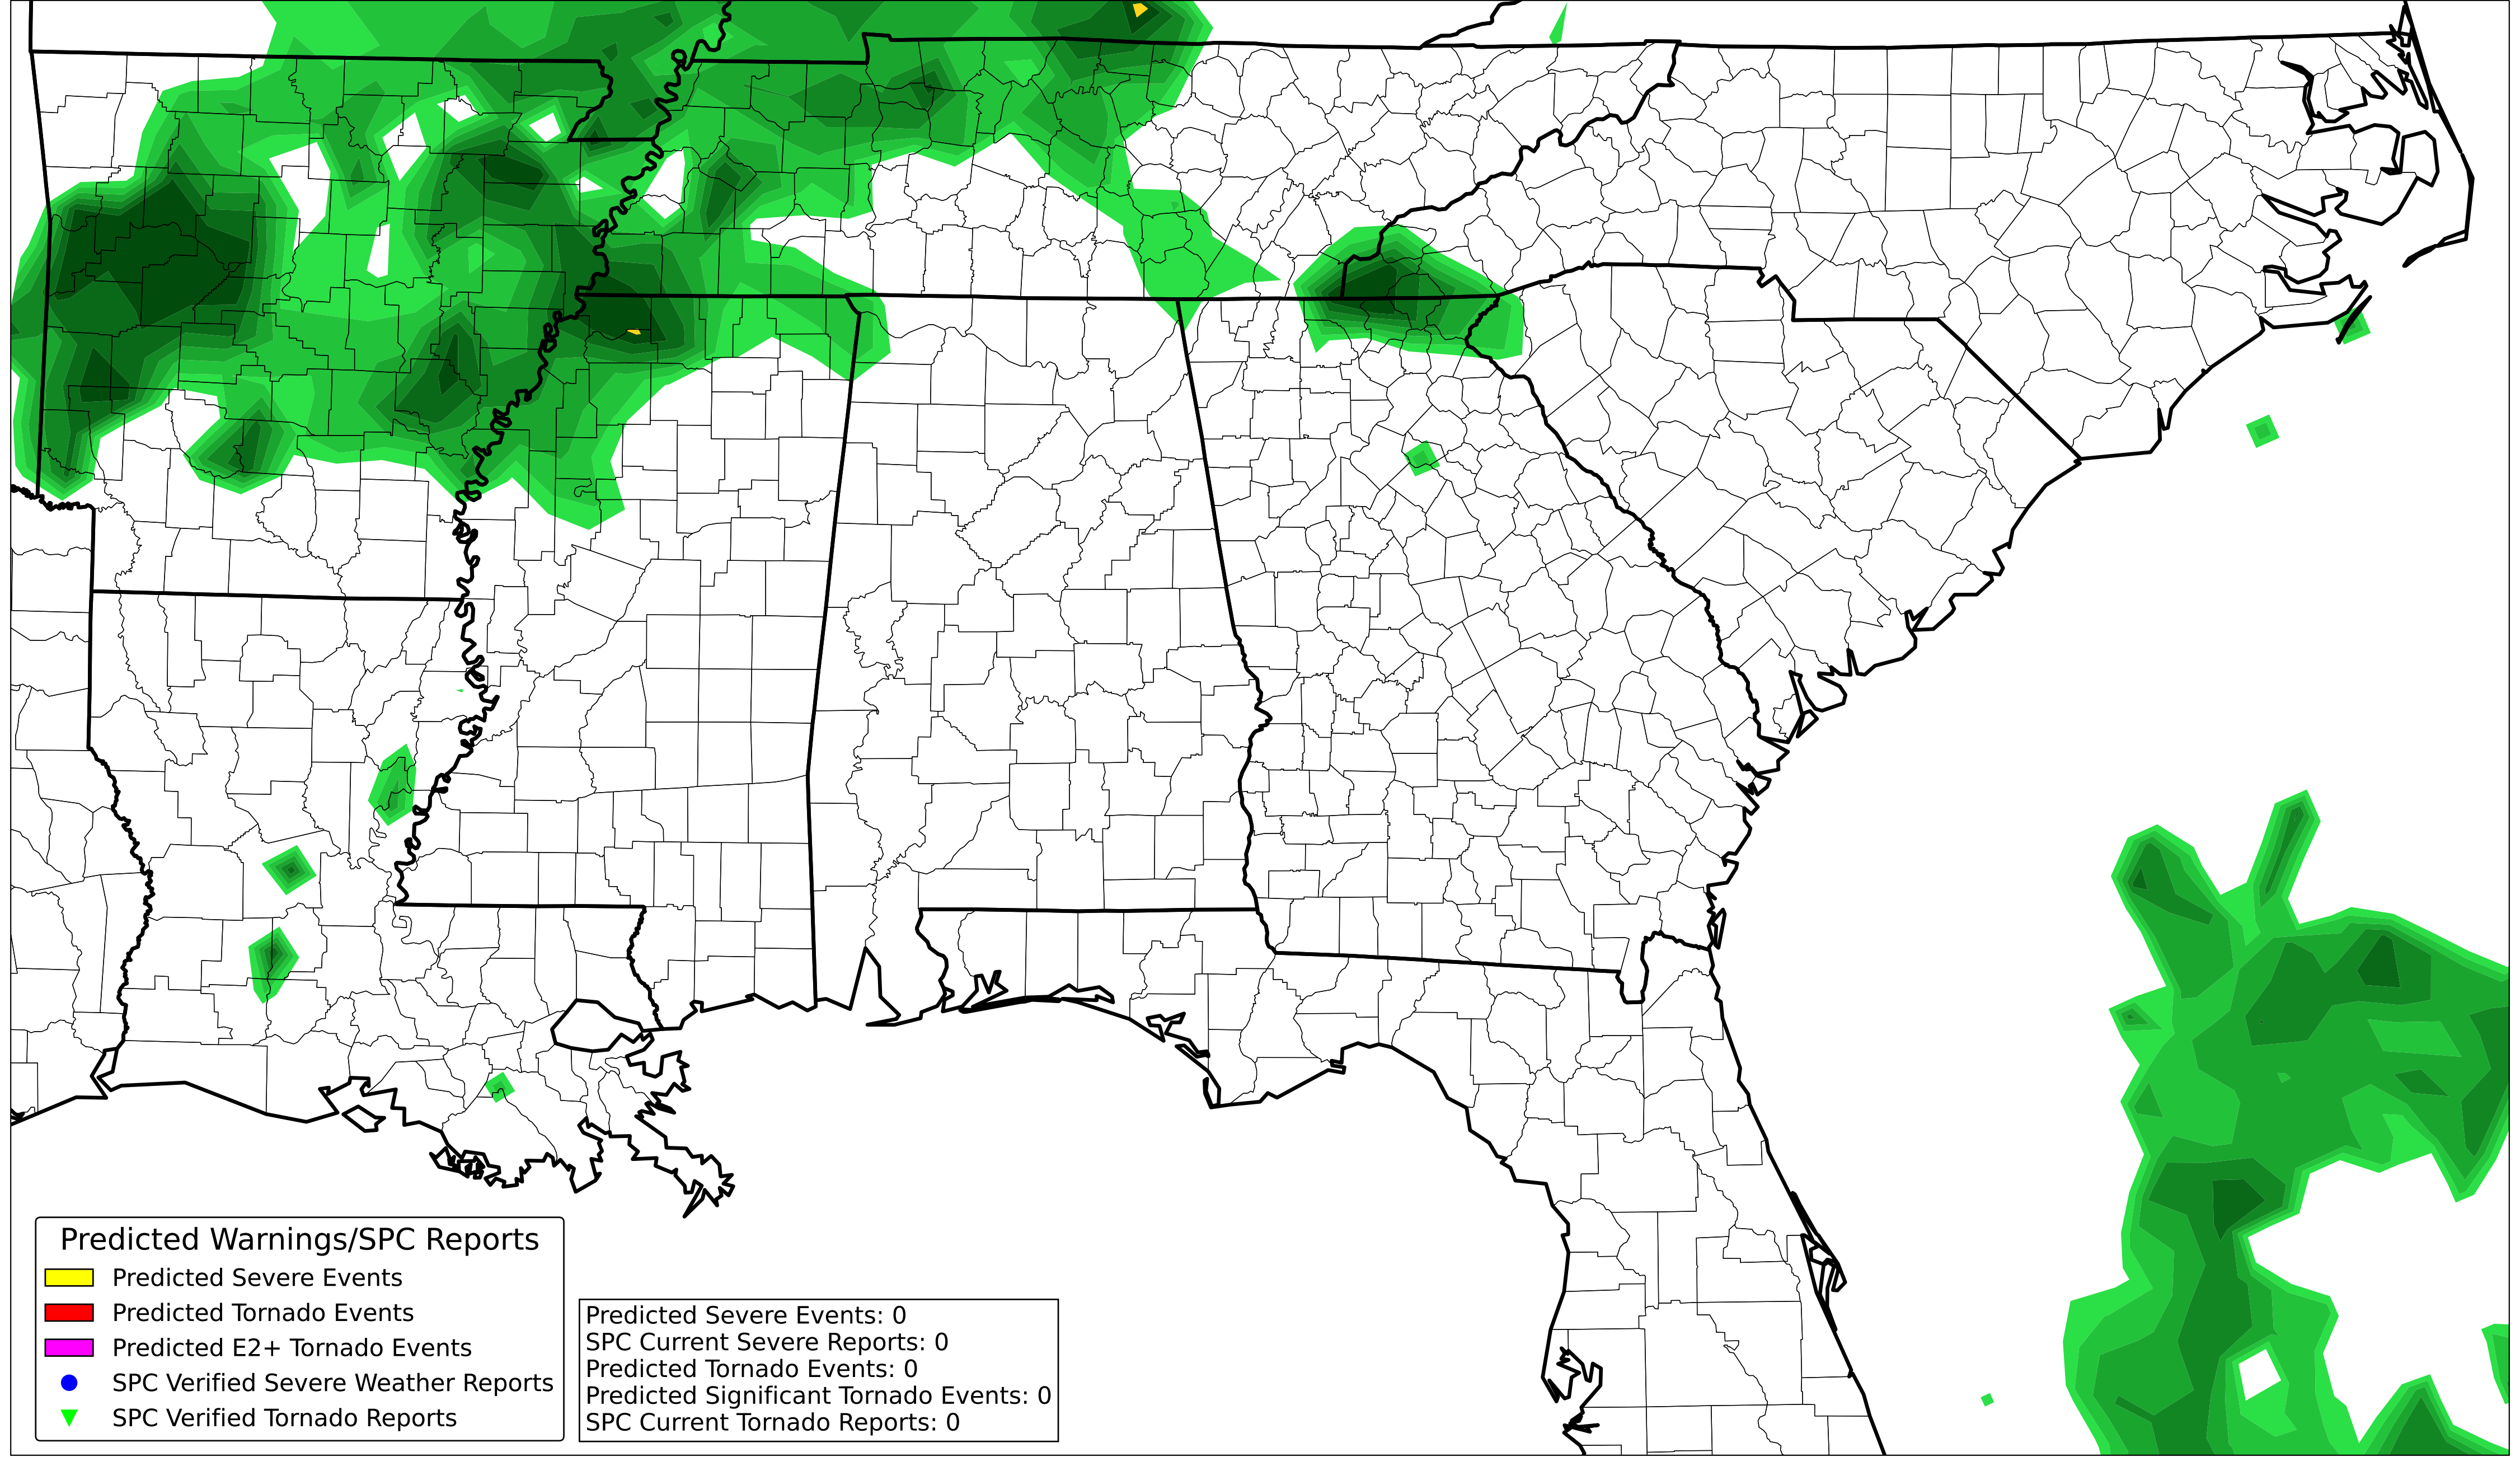 Predicted Warnings/SPC Reports
Predicted Severe Events
Predicted Tornado Events
Predicted E2+ Tornado Events
SPC Verified Severe Weather Reports
SPC Verified Tornado Reports
Predicted Severe Events: 0
SPC Current Severe Reports: 0
Predicted Tornado Events: 0
Predicted Significant Tornado Events: 0
SPC Current Tornado Reports: 0